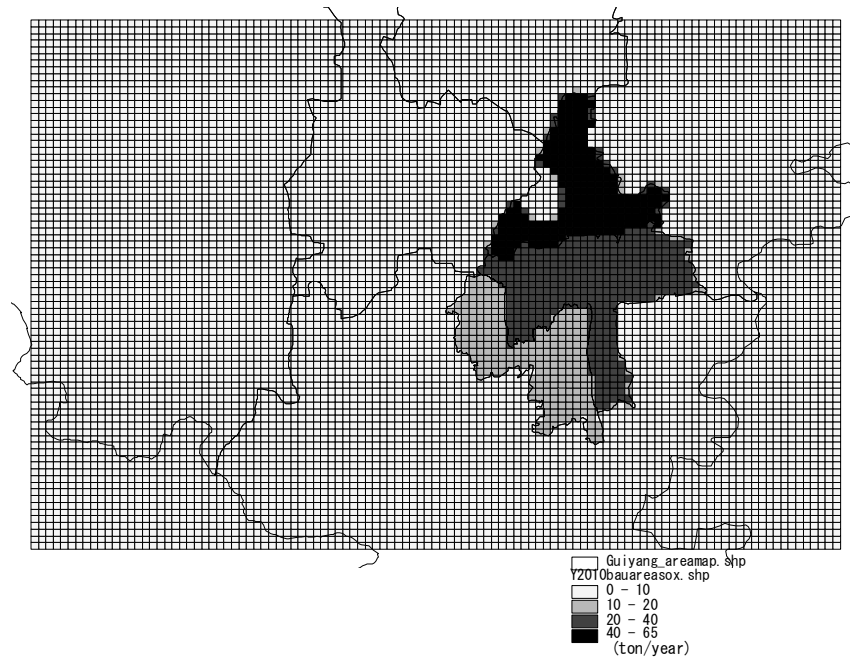 Guiyang_areamap.shp
Y2010bauareasox.shp
0 - 10
10 - 20
20 - 40
40 - 65
(ton/year)